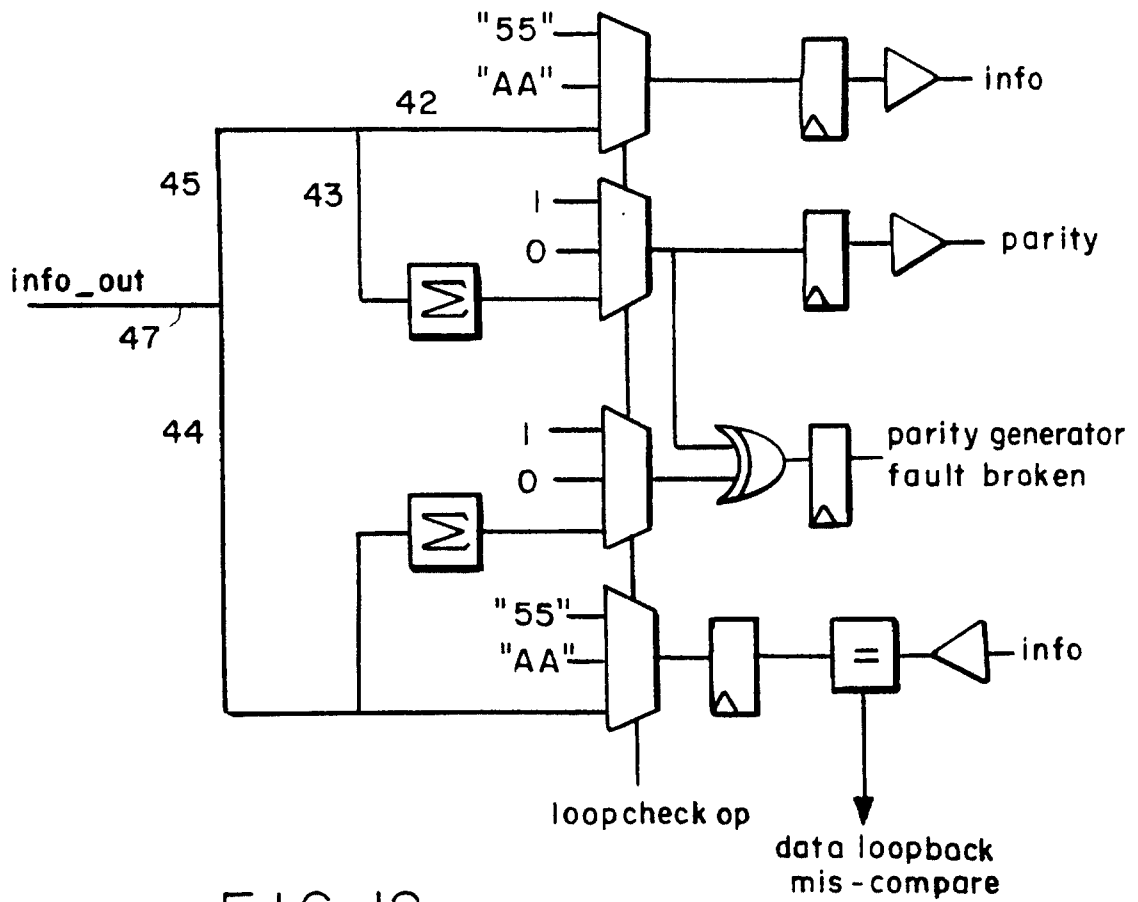 "55"
"AA"
info
42
45
43
1
0
parity
info_out
47
Σ
44
1
0
parity generator
fault broken
Σ
"55"
"AA"
=
info
loopcheck op
data loopback
mis-compare